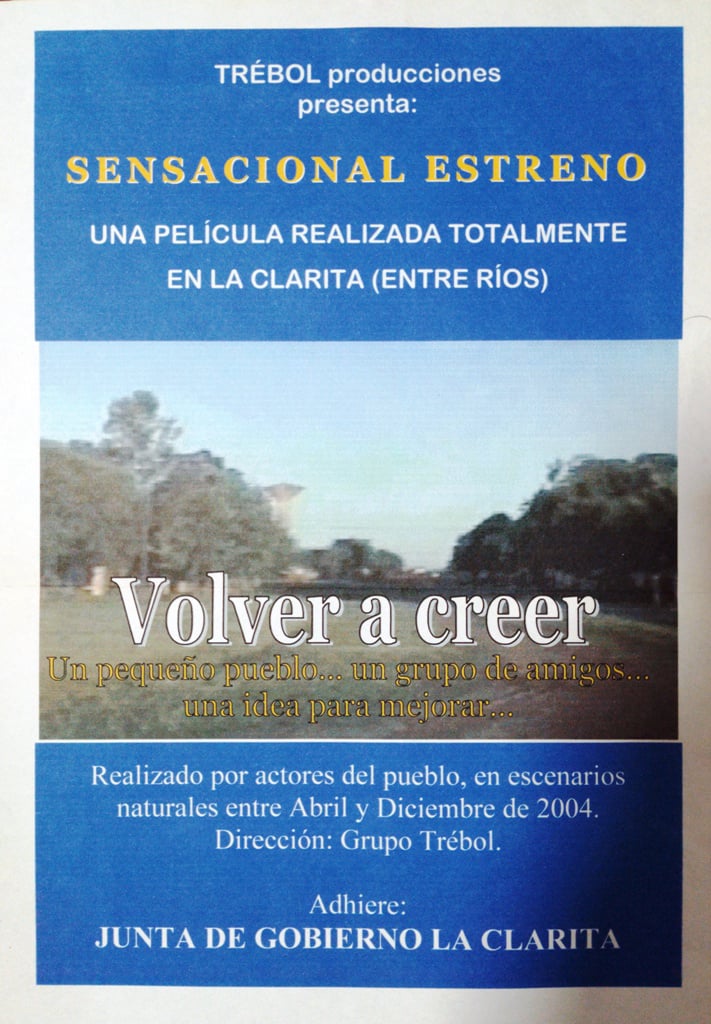 TRÉBOL producciones
presenta:
SENSACIONAL ESTRENO
UNA PELÍCULA REALIZADA TOTALMENTE
EN LA CLARITA (ENTRE RÍOS)
Volver a creer
Un pequeño pueblo... un grupo de amigos...
una idea para mejorar...
Realizado por actores del pueblo, en escenarios
naturales entre Abril y Diciembre de 2004.
Dirección: Grupo Trébol.
Adhiere:
JUNTA DE GOBIERNO LA CLARITA